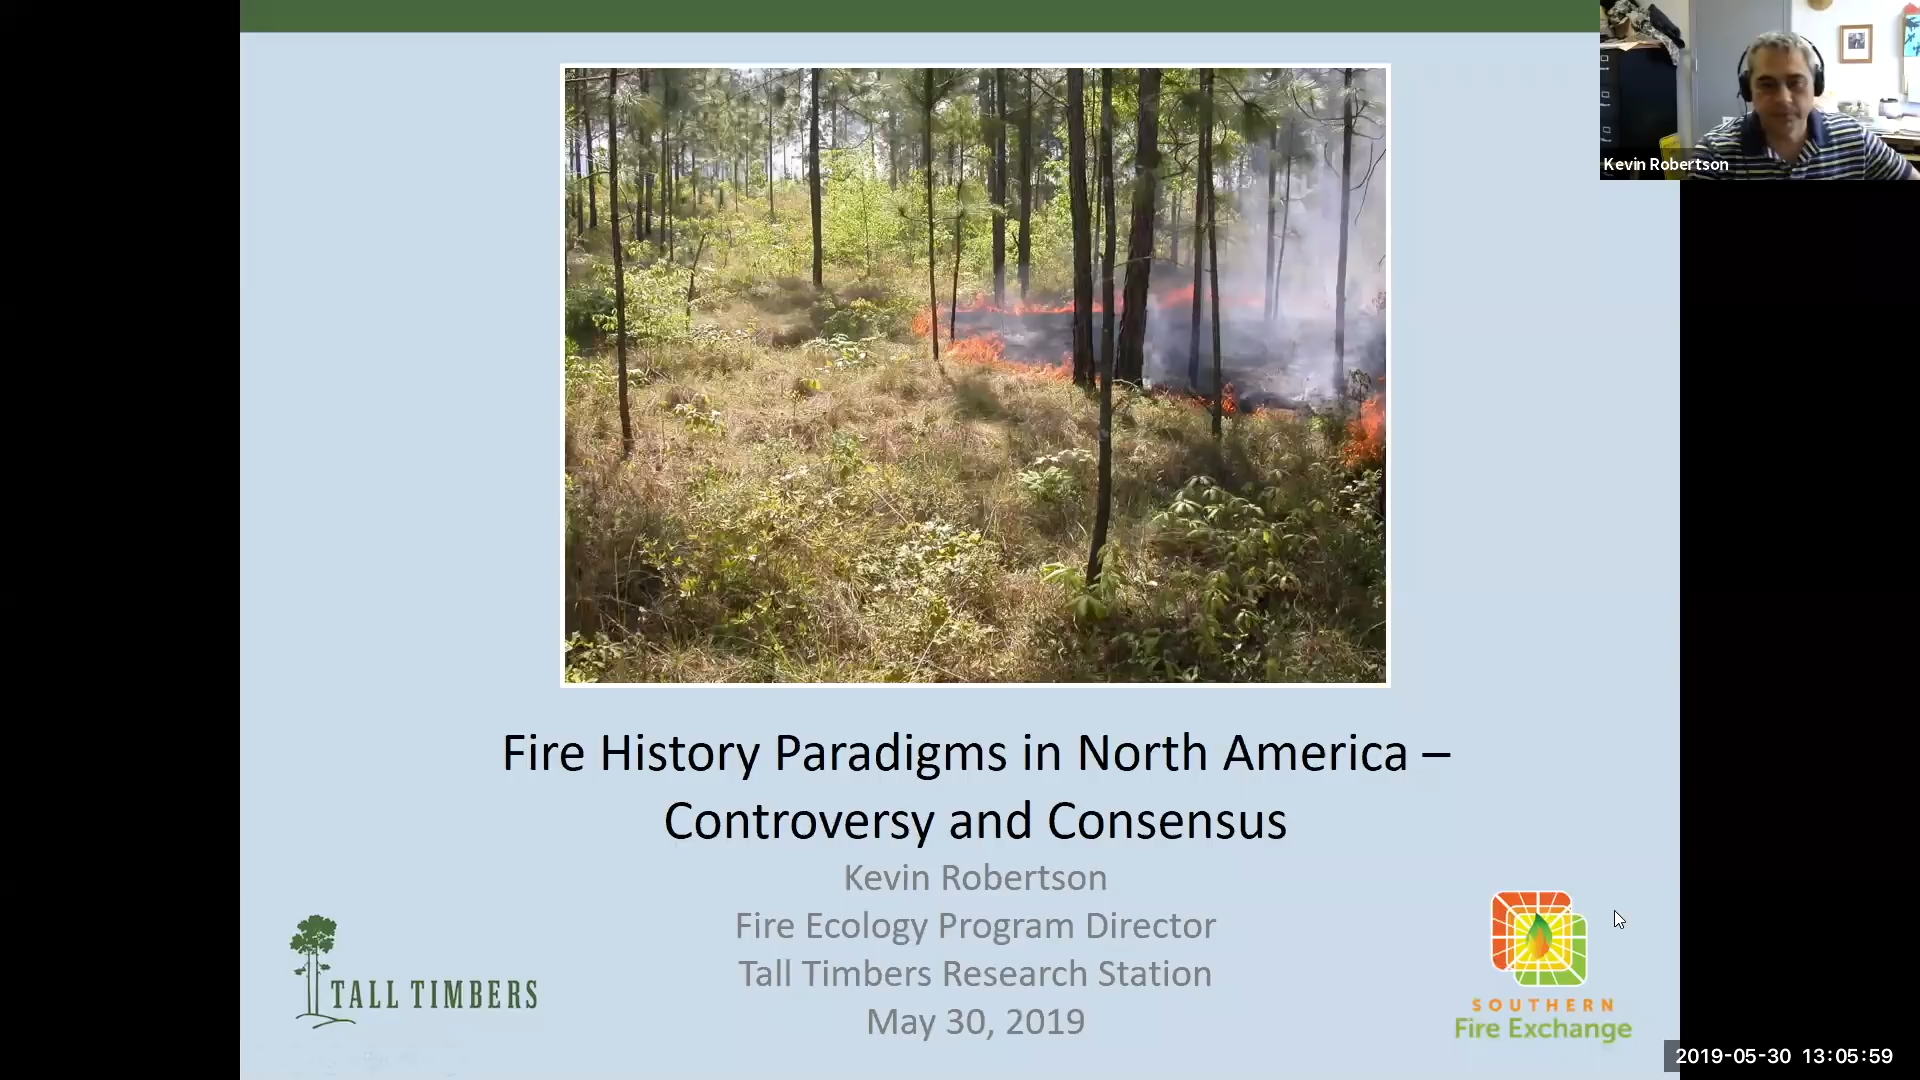 Kevin Robertson
Fire History Paradigms in North America –
Controversy and Consensus
Kevin Robertson
Fire Ecology Program Director
Tall Timbers Research Station
May 30, 2019
TALL TIMBERS
SOUTHERN
Fire Exchange
2019-05-30 13:05:59